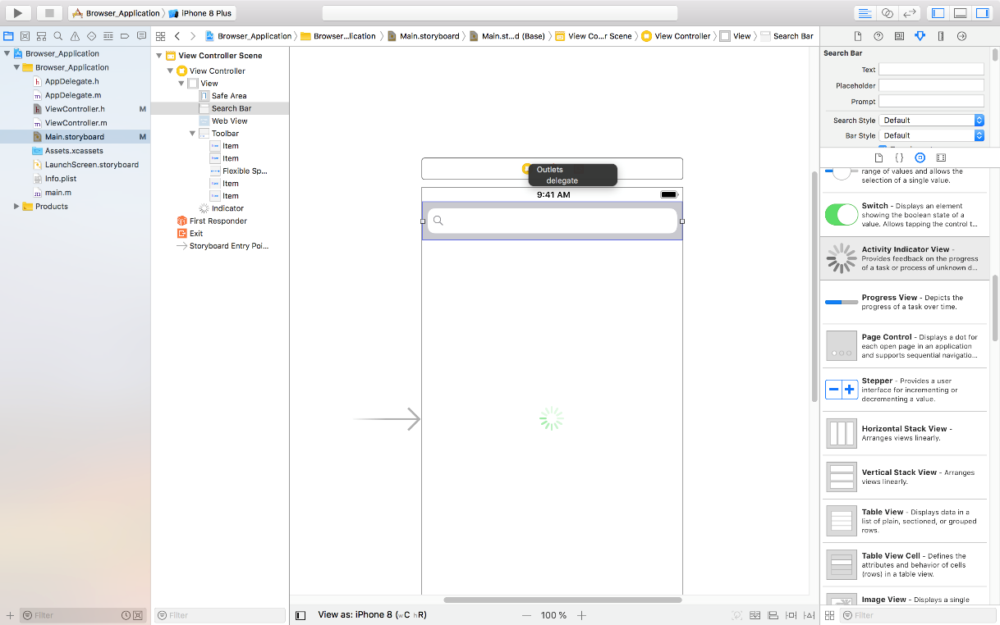 Browser_Application
iPhone 8 Plus
Browser_Application
Browser...lication
Main.storyboard
Main.st...d (Base)
View Co...r Scene
View Controller
View
Search Bar
Browser_Application
Browser_Application
AppDelegate.h
AppDelegate.m
ViewController.h
M
ViewController.m
Main.storyboard
M
Assets.xcassets
LaunchScreen.storyboard
Info.plist
main.m
Products
Filter
View Controller Scene
View Controller
View
Safe Area
Search Bar
Web View
Toolbar
Item
Item
Flexible Sp...
Item
Item
Indicator
First Responder
Exit
Storyboard Entry Poi...
Filter
Outlets
delegate
9:41 AM
View as: iPhone 8 (wC hR)
100 %
Search Bar
Text
Placeholder
Prompt
Search Style
Default
Bar Style
Default
range of values and allows the
selection of a single value.
Switch - Displays an element
showing the boolean state of a
value. Allows tapping the control t...
Activity Indicator View -
Provides feedback on the progress
of a task or process of unknown d...
Progress View - Depicts the
progress of a task over time.
Page Control - Displays a dot for
each open page in an application
and supports sequential navigatio...
Stepper - Provides a user
interface for incrementing or
decrementing a value.
Horizontal Stack View -
Arranges views linearly.
Vertical Stack View - Arranges
views linearly.
Table View - Displays data in a
list of plain, sectioned, or grouped
rows.
Table View Cell - Defines the
attributes and behavior of cells
(rows) in a table view.
Image View - Displays a single
Filter